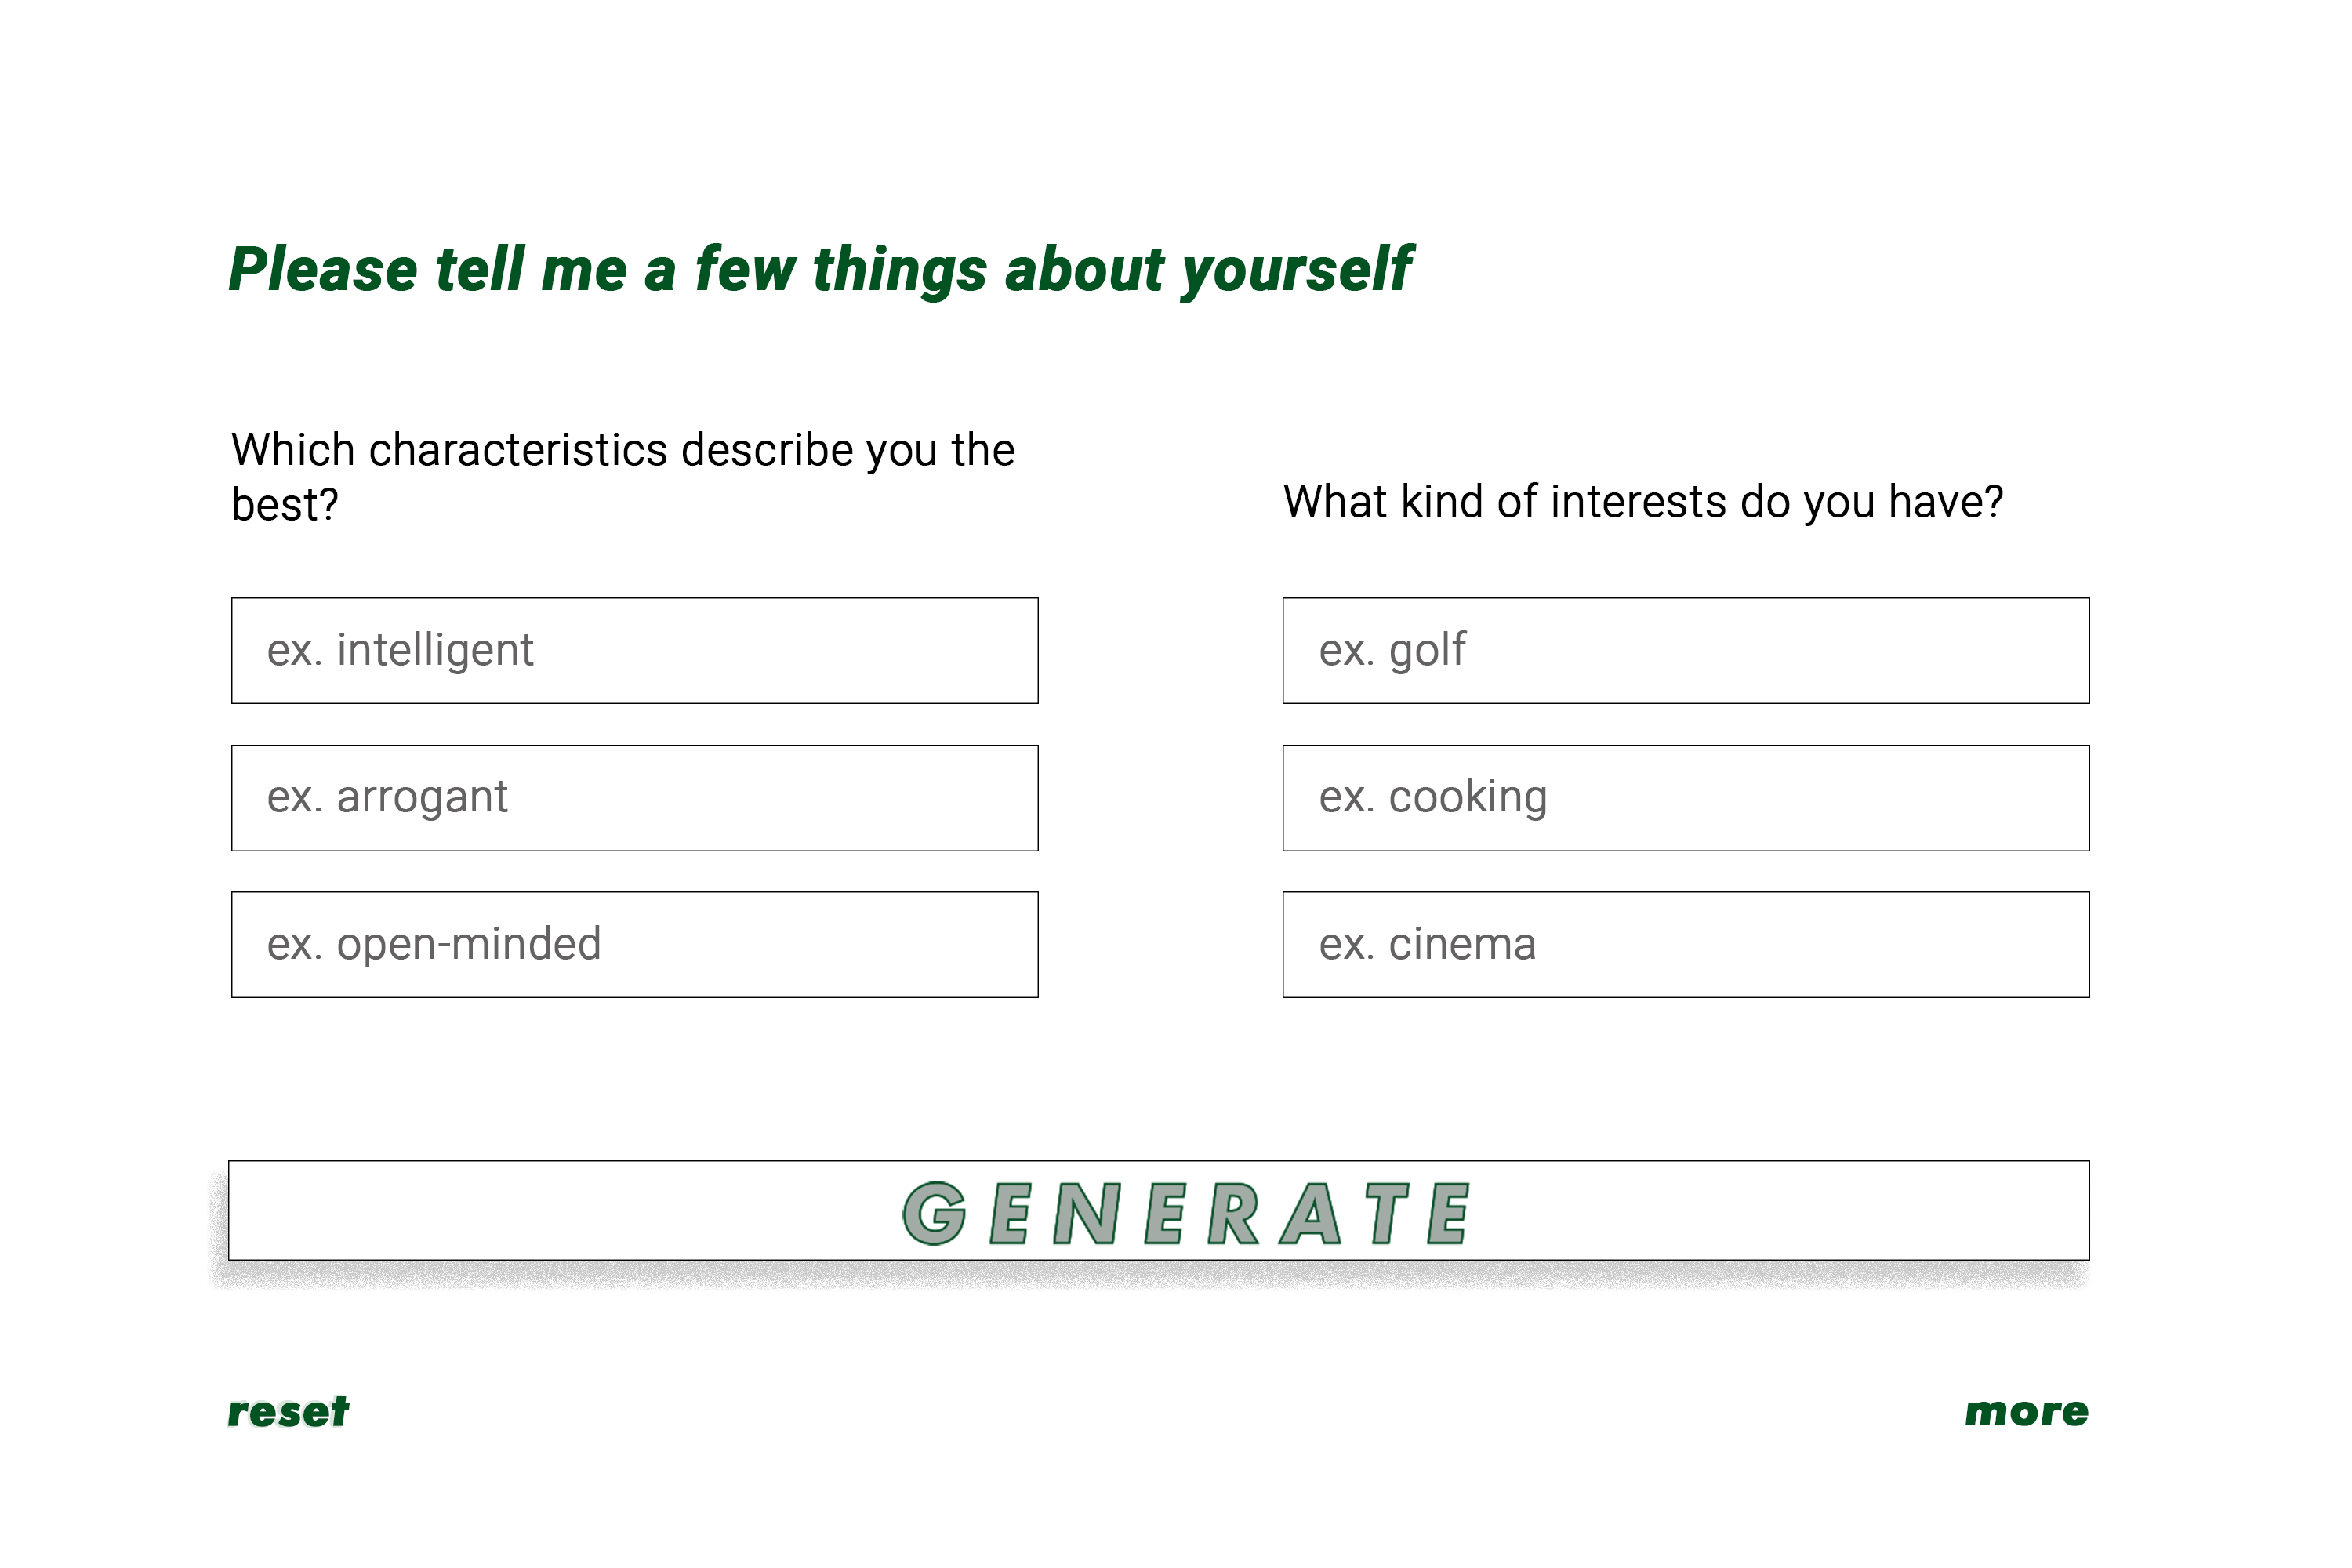 Please tell me a few things about yourself
Which characteristics describe you the
best?
What kind of interests do you have?
ex. intelligent
ex. golf
ex. arrogant
ex. cooking
ex. open-minded
ex. cinema
GENERATE
reset
more